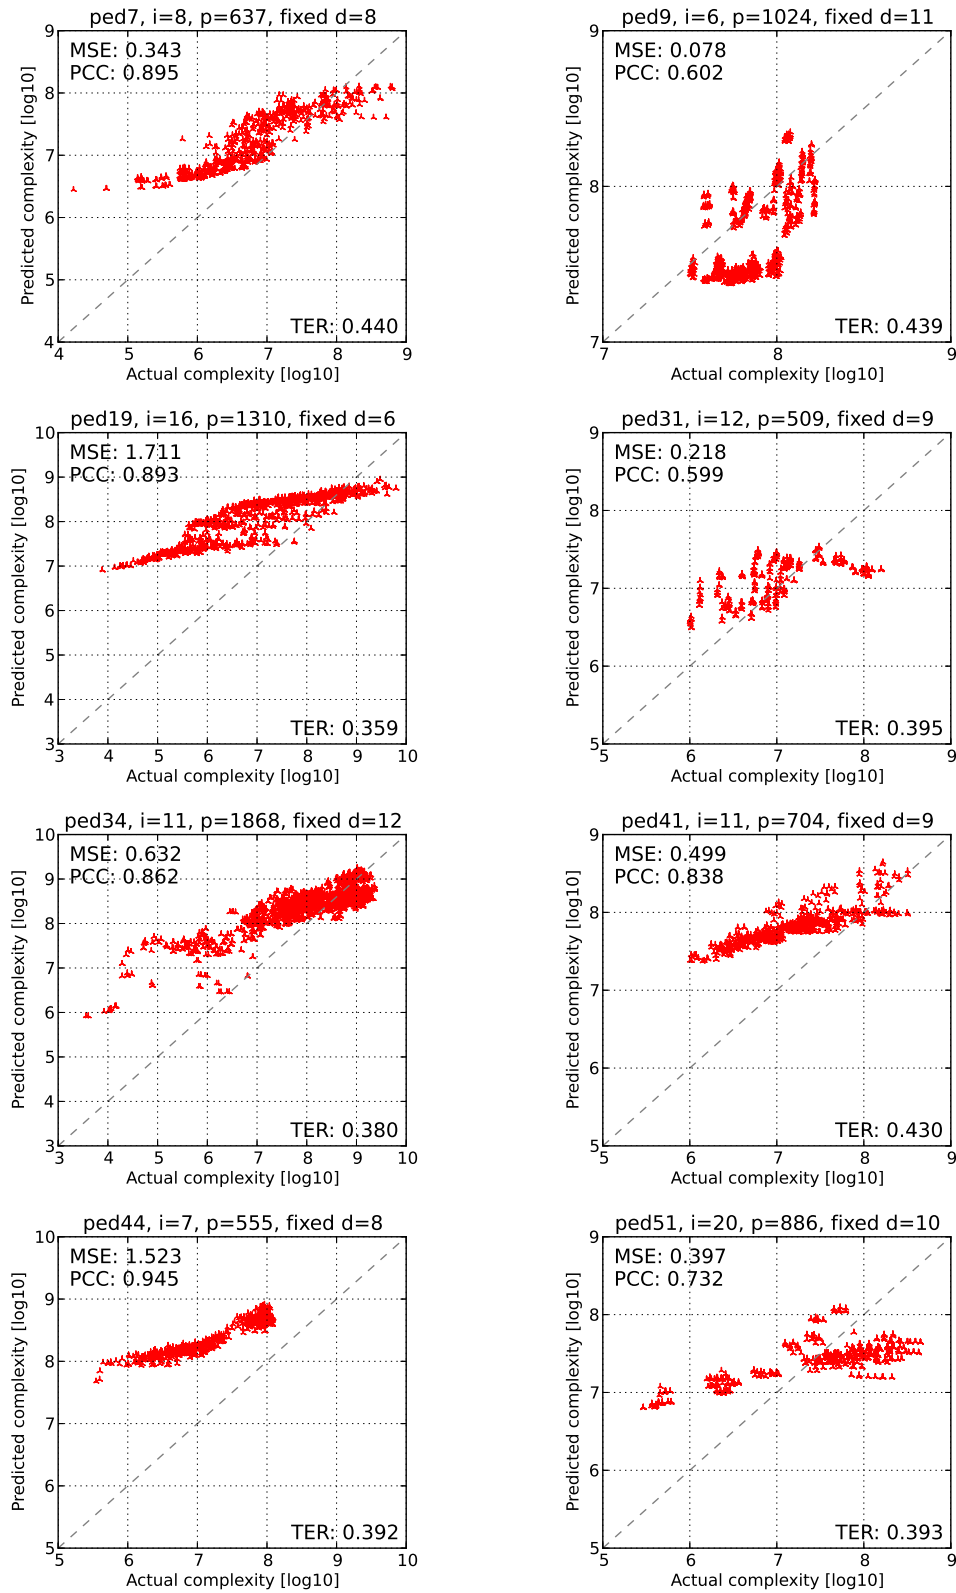 ped7, i=8, p=637, fixed d=8
MSE: 0.343
PCC: 0.895
TER: 0.440
9
8
7
6
5
4
4 5 6 7 8 9
Predicted complexity [log10]
Actual complexity [log10]
ped9, i=6, p=1024, fixed d=11
MSE: 0.078
PCC: 0.602
TER: 0.439
9
8
7
7 8 9
Predicted complexity [log10]
Actual complexity [log10]
ped19, i=16, p=1310, fixed d=6
MSE: 1.711
PCC: 0.893
TER: 0.359
10
9
8
7
6
5
4
3
3 4 5 6 7 8 9 10
Predicted complexity [log10]
Actual complexity [log10]
ped31, i=12, p=509, fixed d=9
MSE: 0.218
PCC: 0.599
TER: 0.395
9
8
7
6
5
5 6 7 8 9
Predicted complexity [log10]
Actual complexity [log10]
ped34, i=11, p=1868, fixed d=12
MSE: 0.632
PCC: 0.862
TER: 0.380
10
9
8
7
6
5
4
3
3 4 5 6 7 8 9 10
Predicted complexity [log10]
Actual complexity [log10]
ped41, i=11, p=704, fixed d=9
MSE: 0.499
PCC: 0.838
TER: 0.430
9
8
7
6
5
5 6 7 8 9
Predicted complexity [log10]
Actual complexity [log10]
ped44, i=7, p=555, fixed d=8
MSE: 1.523
PCC: 0.945
TER: 0.392
10
9
8
7
6
5
5 6 7 8 9 10
Predicted complexity [log10]
Actual complexity [log10]
ped51, i=20, p=886, fixed d=10
MSE: 0.397
PCC: 0.732
TER: 0.393
9
8
7
6
5
5 6 7 8 9
Predicted complexity [log10]
Actual complexity [log10]